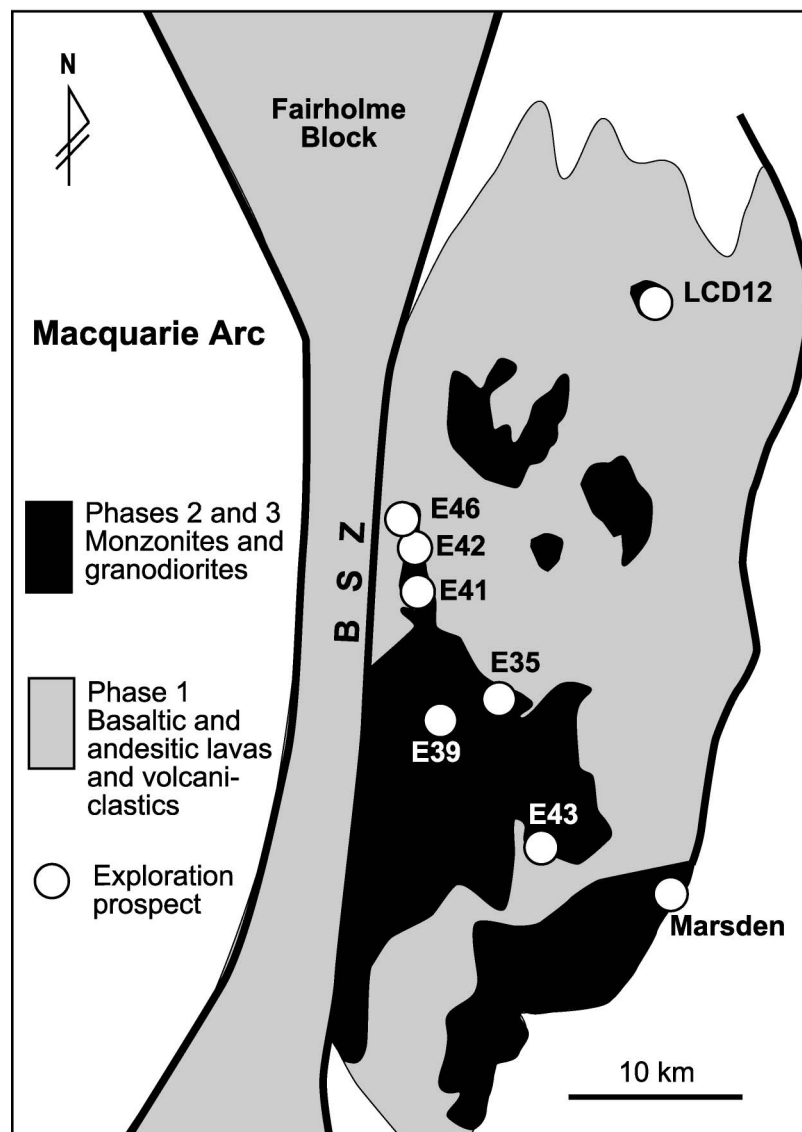 N
Fairholme
Block
LCD12
Macquarie Arc
Phases 2 and 3
Monzonites and
granodiorites
E46
E42
E41
B S Z
E35
Phase 1
Basaltic and
andesitic lavas
and volcani-
clastics
E39
E43
Exploration
prospect
Marsden
10 km